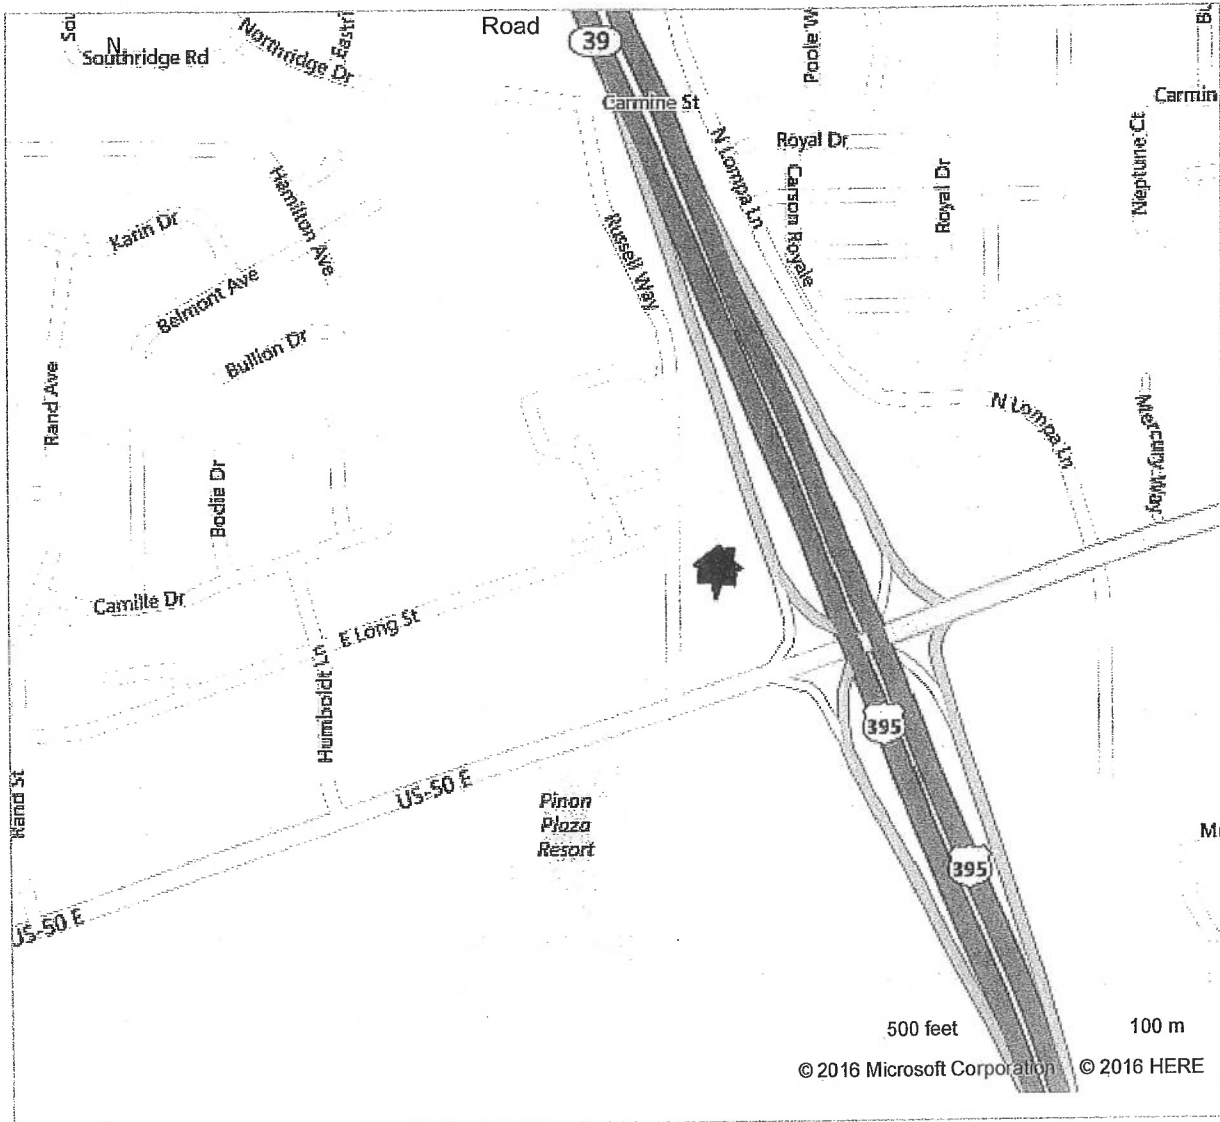 Road
39
N
Southridge Rd
Northridge Dr
Eastri
Poole W
Carmine St
Carmin
N Lompa Ln
Royal Dr
Neptune Ct
Hamilton Ave
Carson Royale
Royal Dr
Karin Dr
Russell Way
Belmont Ave
Bullion Dr
Rand Ave
N Lompa Ln
Mercury Way
Bodie Dr
Camille Dr
E Long St
Humboldt Ln
395
US-50 E
Pinon
Plaza
Resort
Rand St
395
US-50 E
500 feet
100 m
© 2016 Microsoft Corporation
© 2016 HERE